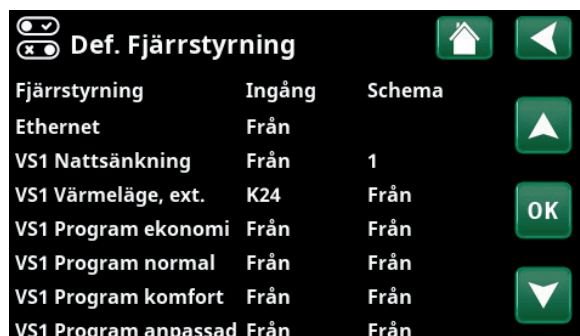 Def. Fjärrstyrning
Fjärrstyrning Ingång Schema
Ethernet Från
VS1 Nattsänkning Från 1
VS1 Värmeläge, ext. K24 Från
OK
VS1 Program ekonomi Från Från
VS1 Program normal Från Från
VS1 Program komfort Från Från
VS1 Program anpassad Från Från